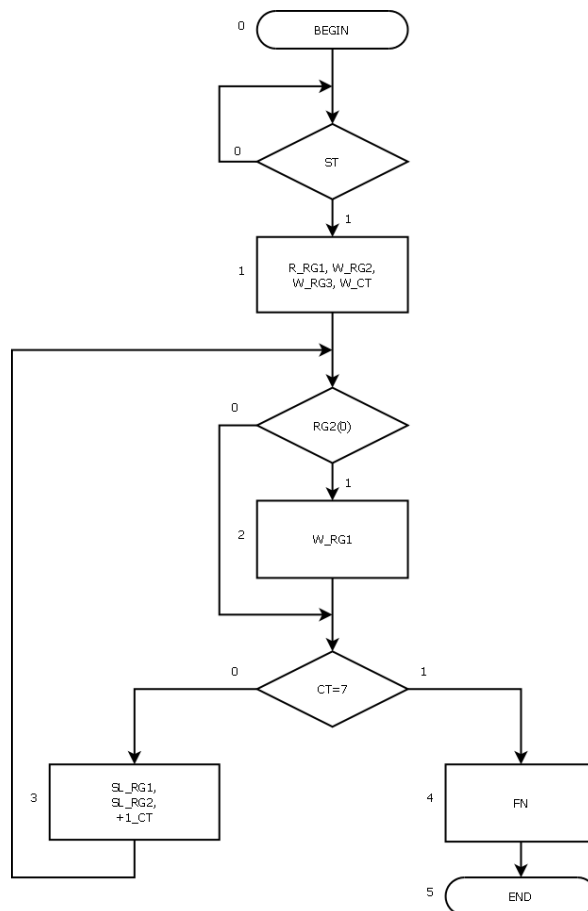 0
BEGIN
0
ST
1
1
R_RG1, W_RG2,
W_RG3, W_CT
0
RG2(0)
1
2
W_RG1
0
CT=7
1
3
SL_RG1,
SL_RG2,
+1_CT
4
FN
5
END